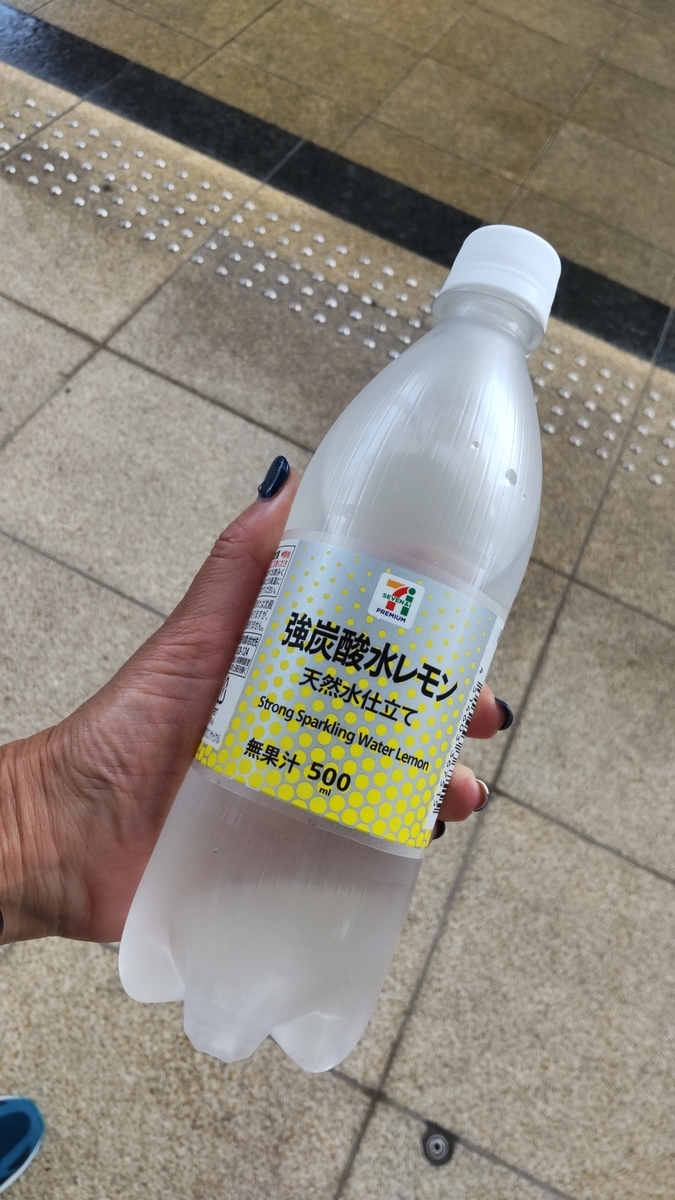 7
SEVEN&i
PREMIUM
強炭酸水レモン
天然水仕立て
Strong Sparkling Water Lemon
無果汁 500
ml